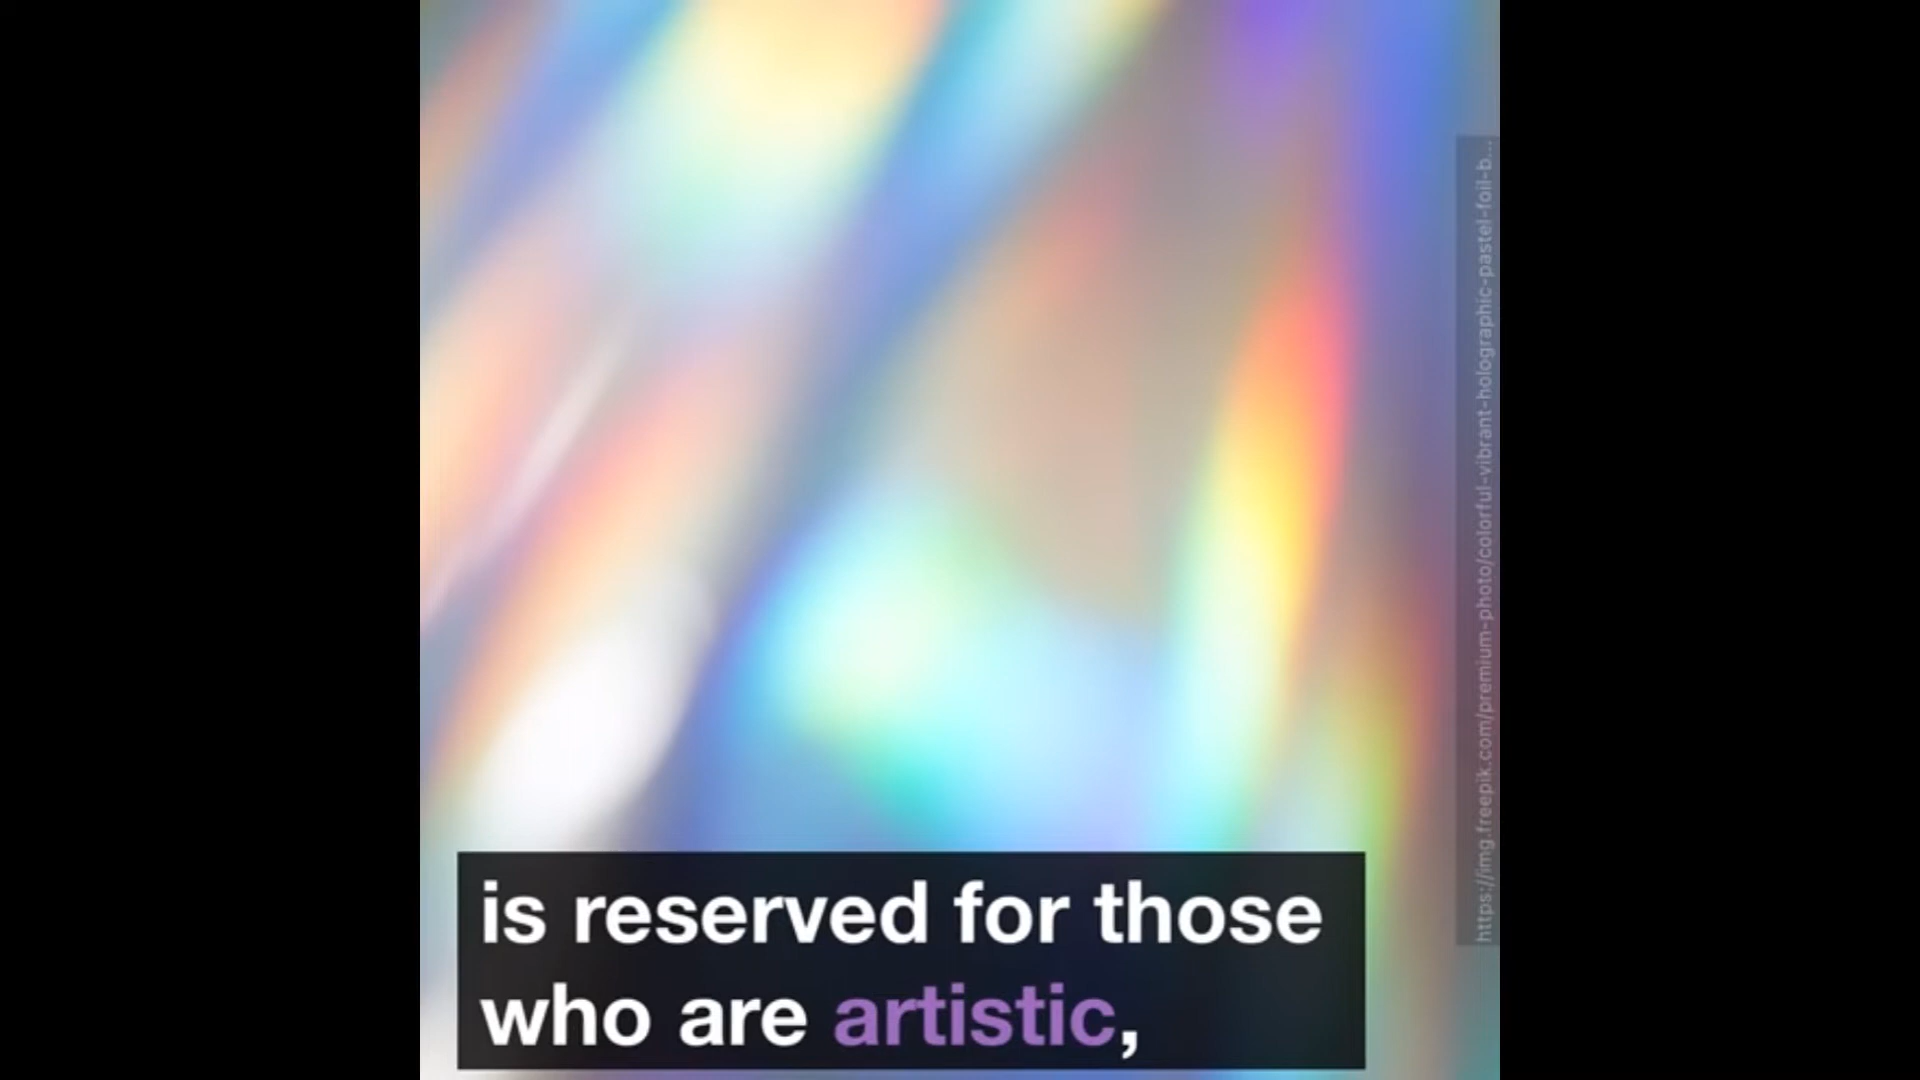 is reserved for those
who are artistic,
https://img.freepik.com/premium-photo/colorful-vibrant-holographic-pastel-foil-b...